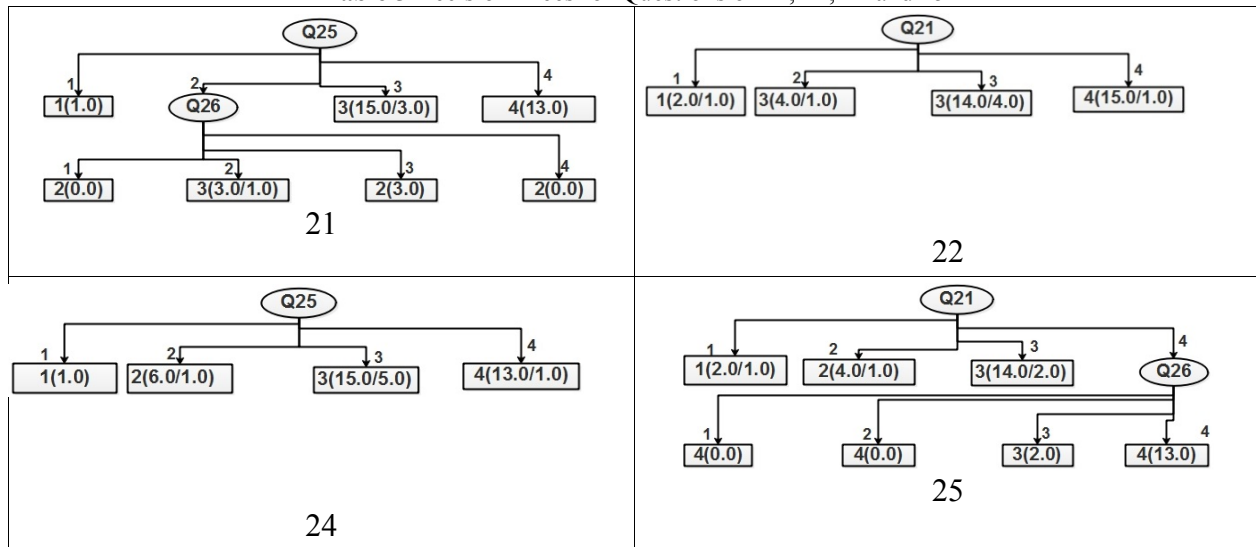 Decision Trees for Questions of
Q25
1 2 3 4
1(1.0) Q26 3(15.0/3.0) 4(13.0)
1 2 3 4
2(0.0) 3(3.0/1.0) 2(3.0) 2(0.0)
21
Q21
1 2 3 4
1(2.0/1.0) 3(4.0/1.0) 3(14.0/4.0) 4(15.0/1.0)
22
Q25
1 2 3 4
1(1.0) 2(6.0/1.0) 3(15.0/5.0) 4(13.0/1.0)
24
Q21
1 2 3 4
1(2.0/1.0) 2(4.0/1.0) 3(14.0/2.0) Q26
1 2 3 4
4(0.0) 4(0.0) 3(2.0) 4(13.0)
25